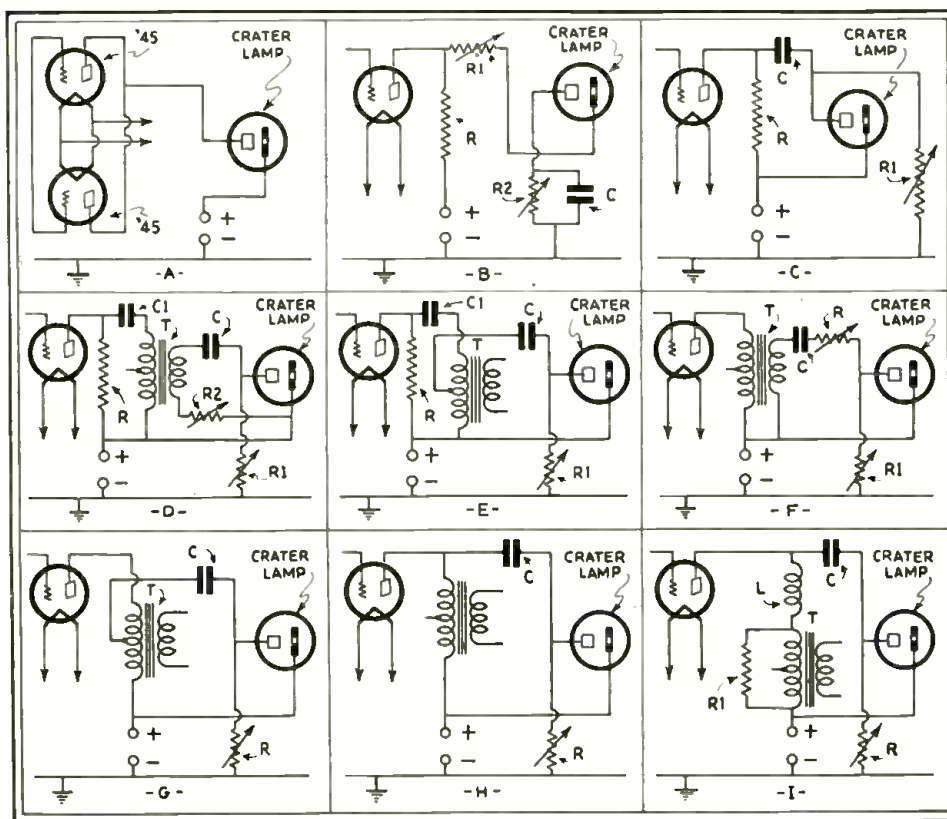 '45
CRATER
LAMP
'45
+
−
-A-
R1
CRATER
LAMP
R
R2
C
+
−
-B-
C
CRATER
LAMP
R
R1
+
−
-C-
C1
T
C
CRATER
LAMP
R
R2
+
−
R1
-D-
C1
C
CRATER
LAMP
T
R
+
−
R1
-E-
T
R
CRATER
LAMP
C
+
−
R1
-F-
C
CRATER
LAMP
T
+
−
R
-G-
CRATER
LAMP
C
+
−
R
-H-
CRATER
LAMP
C
L
T
R1
+
−
R
-I-